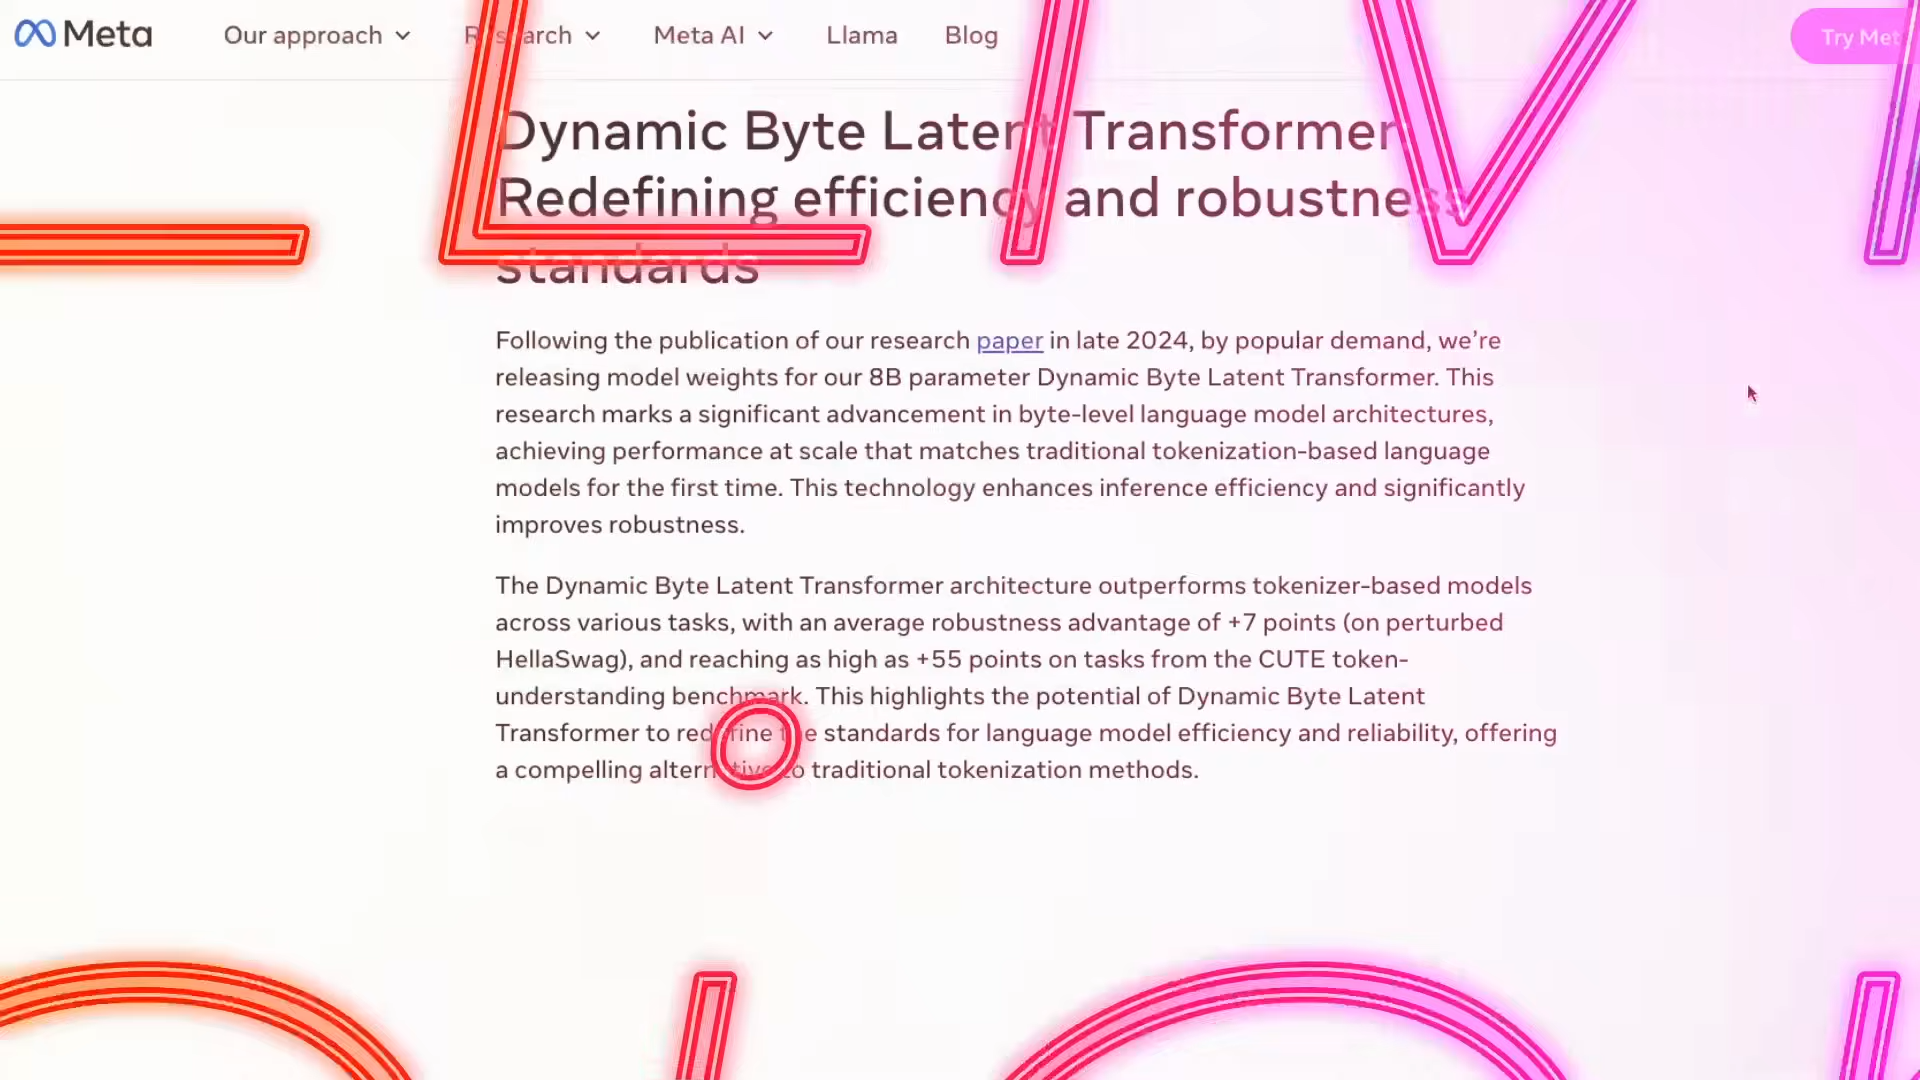 Meta
Our approach
Research
Meta AI
Llama
Blog
Try Met
Dynamic Byte Latent Transformer
Redefining efficiency and robustness
standards
Following the publication of our research paper in late 2024, by popular demand, we’re
releasing model weights for our 8B parameter Dynamic Byte Latent Transformer. This
research marks a significant advancement in byte-level language model architectures,
achieving performance at scale that matches traditional tokenization-based language
models for the first time. This technology enhances inference efficiency and significantly
improves robustness.
The Dynamic Byte Latent Transformer architecture outperforms tokenizer-based models
across various tasks, with an average robustness advantage of +7 points (on perturbed
HellaSwag), and reaching as high as +55 points on tasks from the CUTE token-
understanding benchmark. This highlights the potential of Dynamic Byte Latent
Transformer to redefine the standards for language model efficiency and reliability, offering
a compelling alternative to traditional tokenization methods.